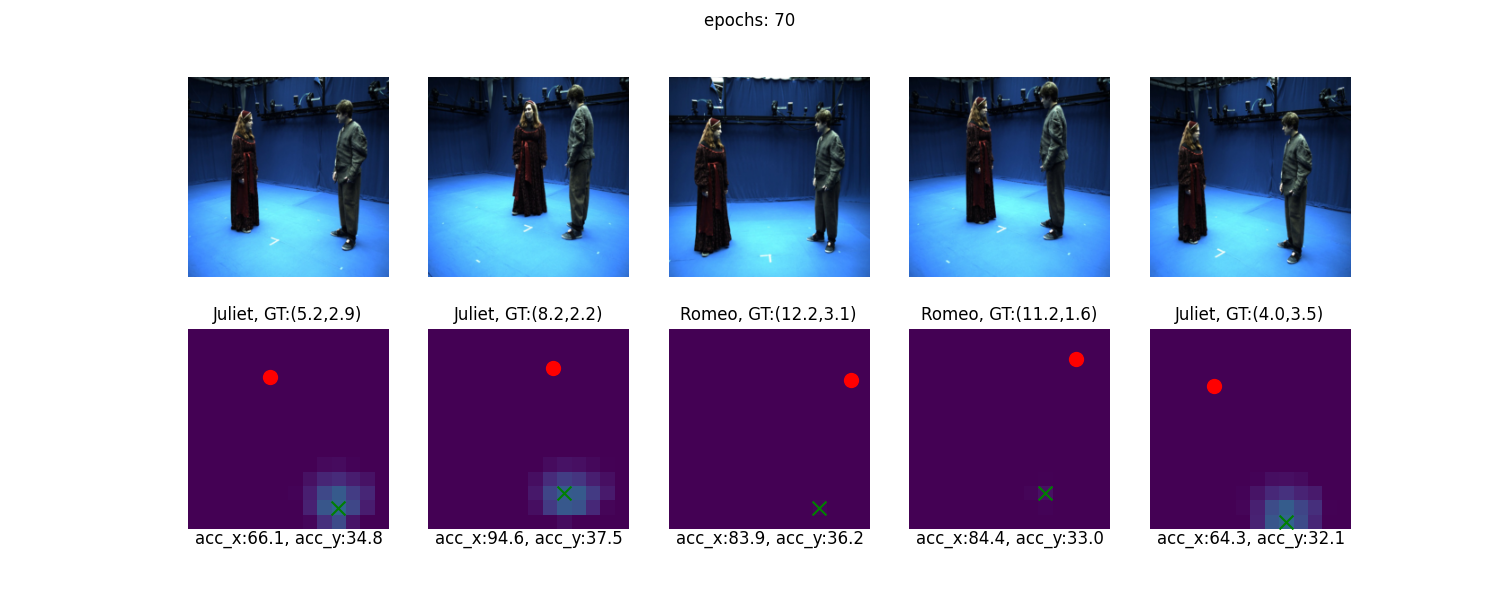 epochs: 70
Juliet, GT:(5.2,2.9)
Juliet, GT:(8.2,2.2)
Romeo, GT:(12.2,3.1)
Romeo, GT:(11.2,1.6)
Juliet, GT:(4.0,3.5)
acc_x:66.1, acc_y:34.8
acc_x:94.6, acc_y:37.5
acc_x:83.9, acc_y:36.2
acc_x:84.4, acc_y:33.0
acc_x:64.3, acc_y:32.1